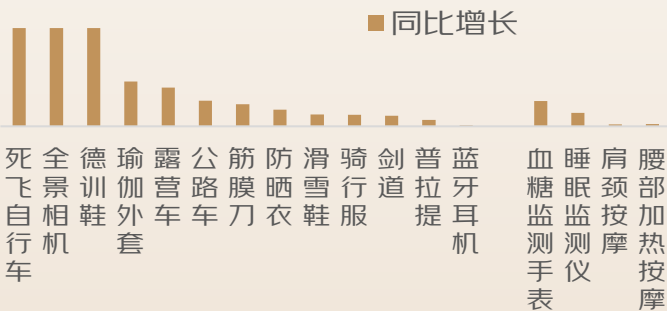 同比增长
死飞自行车
全景相机
德训鞋
瑜伽外套
露营车
公路车
筋膜刀
防晒衣
滑雪鞋
骑行服
剑道
普拉提
蓝牙耳机
血糖监测手表
睡眠监测仪
肩颈按摩
腰部加热按摩